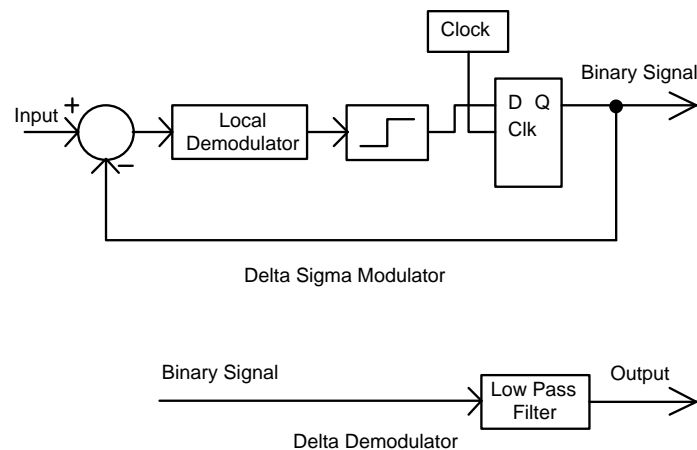 Clock
Binary Signal
Input
+
−
Local
Demodulator
D Q
Clk
Delta Sigma Modulator
Binary Signal
Low Pass
Filter
Output
Delta Demodulator